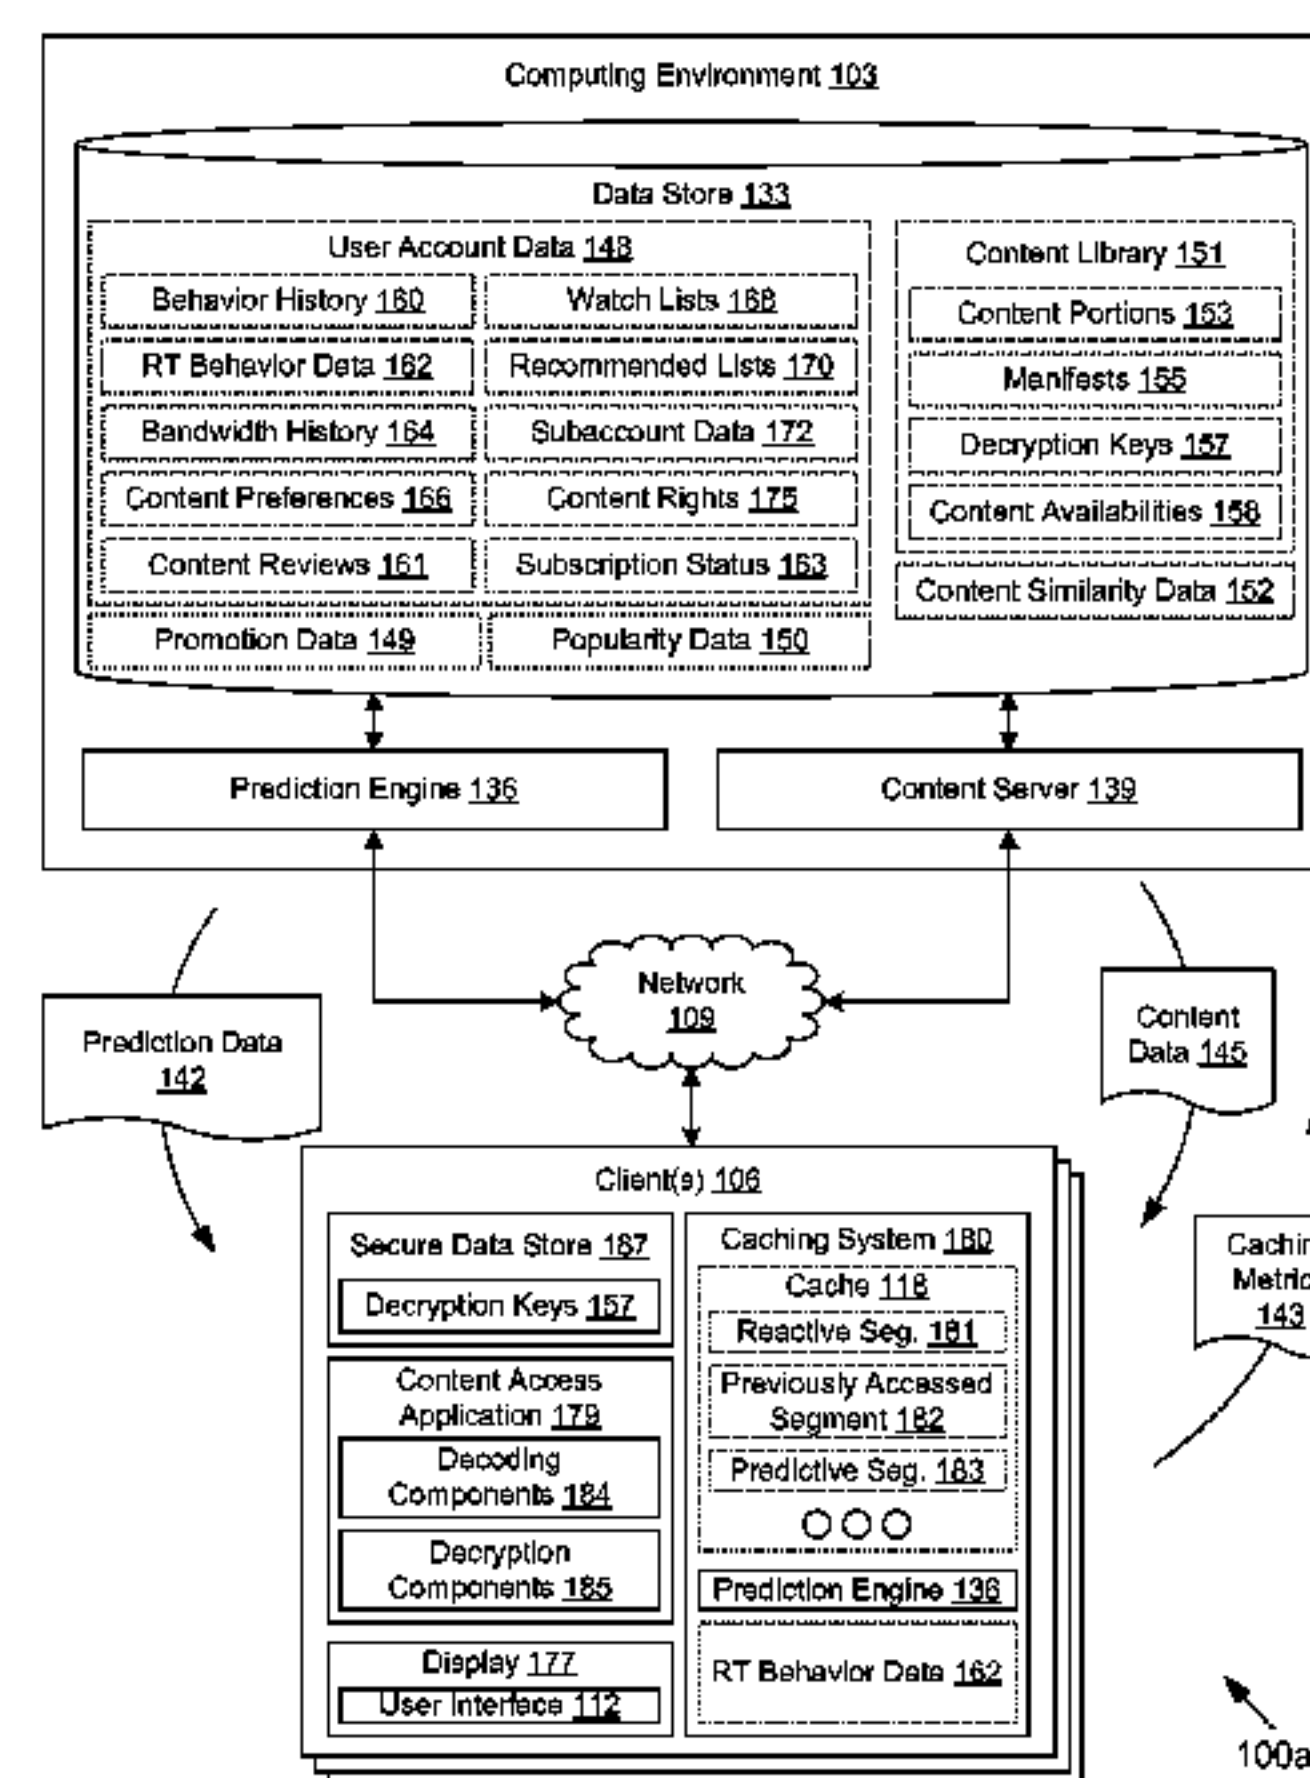 Computing Environment 103
Data Store 133
User Account Data 148
Behavior History 160
Watch Lists 168
RT Behavior Data 162
Recommended Lists 170
Bandwidth History 164
Subaccount Data 172
Content Preferences 166
Content Rights 175
Content Reviews 161
Subscription Status 163
Promotion Data 149
Popularity Data 150
Content Library 151
Content Portions 153
Manifests 155
Decryption Keys 157
Content Availabilities 158
Content Similarity Data 152
Prediction Engine 136
Content Server 139
Network
109
Prediction Data
142
Content
Data 145
Client(s) 106
Secure Data Store 187
Decryption Keys 157
Content Access
Application 179
Decoding
Components 184
Decryption
Components 185
Display 177
User Interface 112
Caching System 180
Cache 118
Reactive Seg. 181
Previously Accessed
Segment 182
Predictive Seg. 183
Prediction Engine 136
RT Behavior Data 162
143
100a